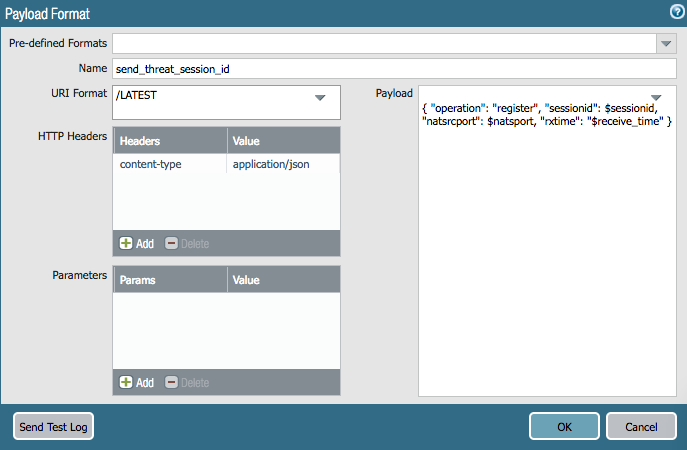 Payload Format
Pre-defined Formats
Name send_threat_session_id
URI Format /LATEST
Payload
{ "operation": "register", "sessionid": $sessionid,
"natsrcport": $natsport, "rxtime": "$receive_time" }
HTTP Headers
Headers Value
content-type application/json
Add Delete
Parameters
Params Value
Add Delete
Send Test Log OK Cancel